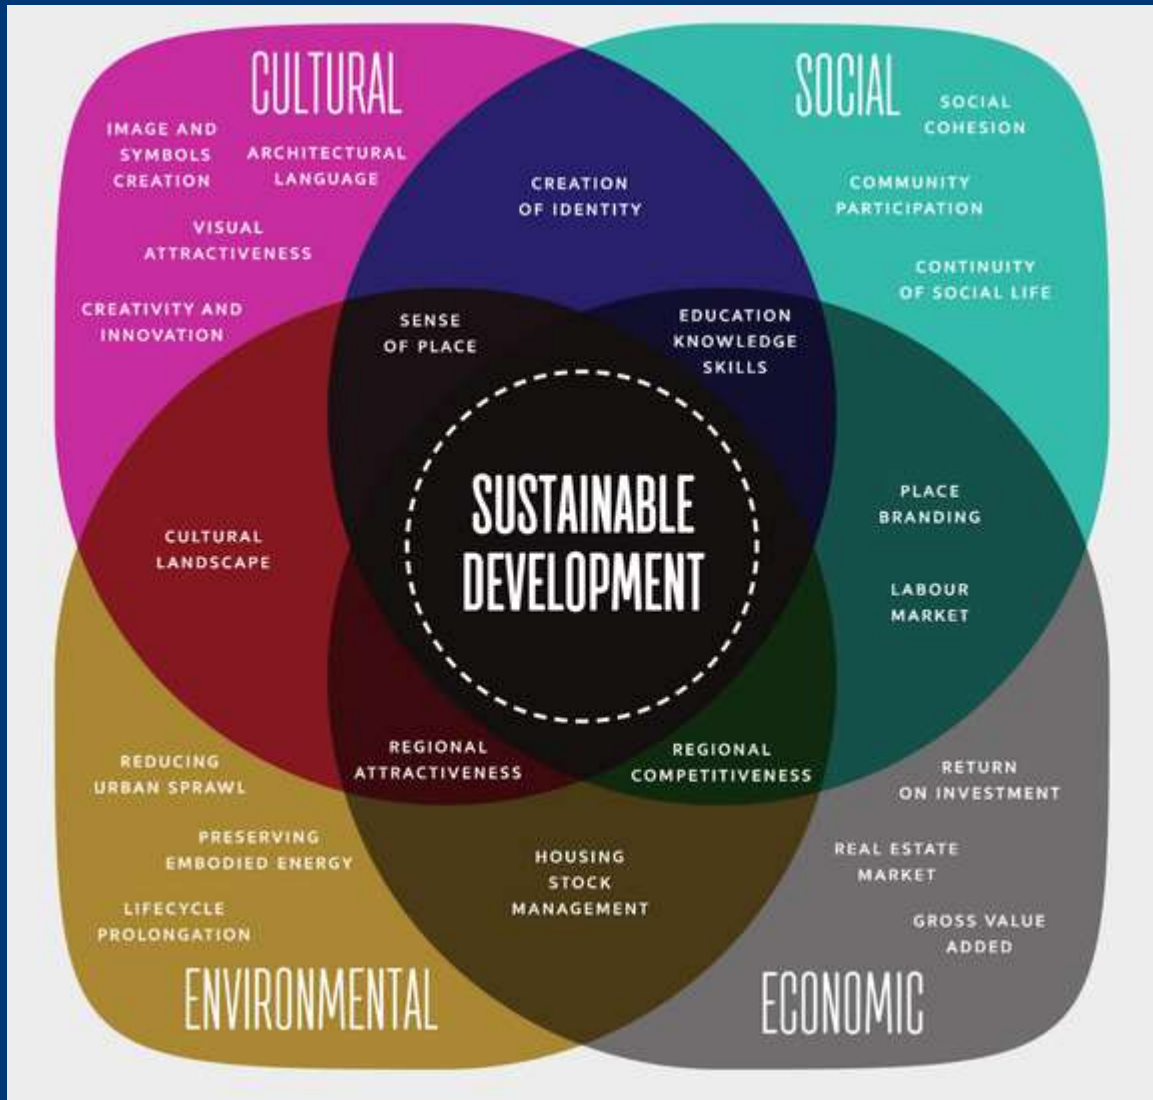 CULTURAL
IMAGE AND
SYMBOLS
CREATION
ARCHITECTURAL
LANGUAGE
VISUAL
ATTRACTIVENESS
CREATIVITY AND
INNOVATION
CREATION
OF IDENTITY
SOCIAL
SOCIAL
COHESION
COMMUNITY
PARTICIPATION
CONTINUITY
OF SOCIAL LIFE
SENSE
OF PLACE
EDUCATION
KNOWLEDGE
SKILLS
CULTURAL
LANDSCAPE
SUSTAINABLE
DEVELOPMENT
PLACE
BRANDING
LABOUR
MARKET
REGIONAL
ATTRACTIVENESS
REGIONAL
COMPETITIVENESS
REDUCING
URBAN SPRAWL
PRESERVING
EMBODIED ENERGY
LIFECYCLE
PROLONGATION
ENVIRONMENTAL
HOUSING
STOCK
MANAGEMENT
RETURN
ON INVESTMENT
REAL ESTATE
MARKET
GROSS VALUE
ADDED
ECONOMIC